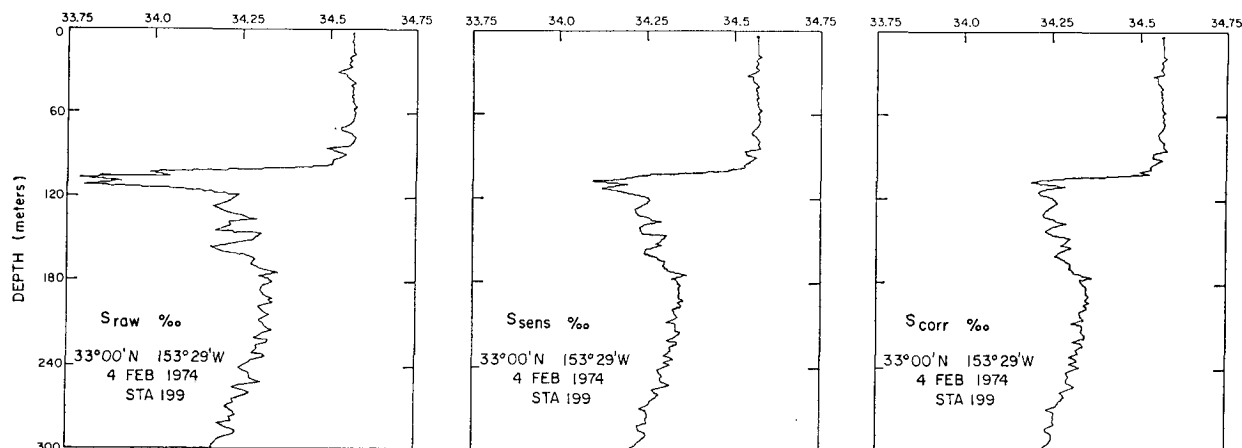 33.75 34.0 34.25 34.5 34.75
33.75 34.0 34.25 34.5 34.75
33.75 34.0 34.25 34.5 34.75
0
60
120
180
240
300
DEPTH (meters)
Sraw ‰
33°00'N 153°29'W
4 FEB 1974
STA 199
Ssens ‰
33°00'N 153°29'W
4 FEB 1974
STA 199
Scorr ‰
33°00'N 153°29'W
4 FEB 1974
STA 199